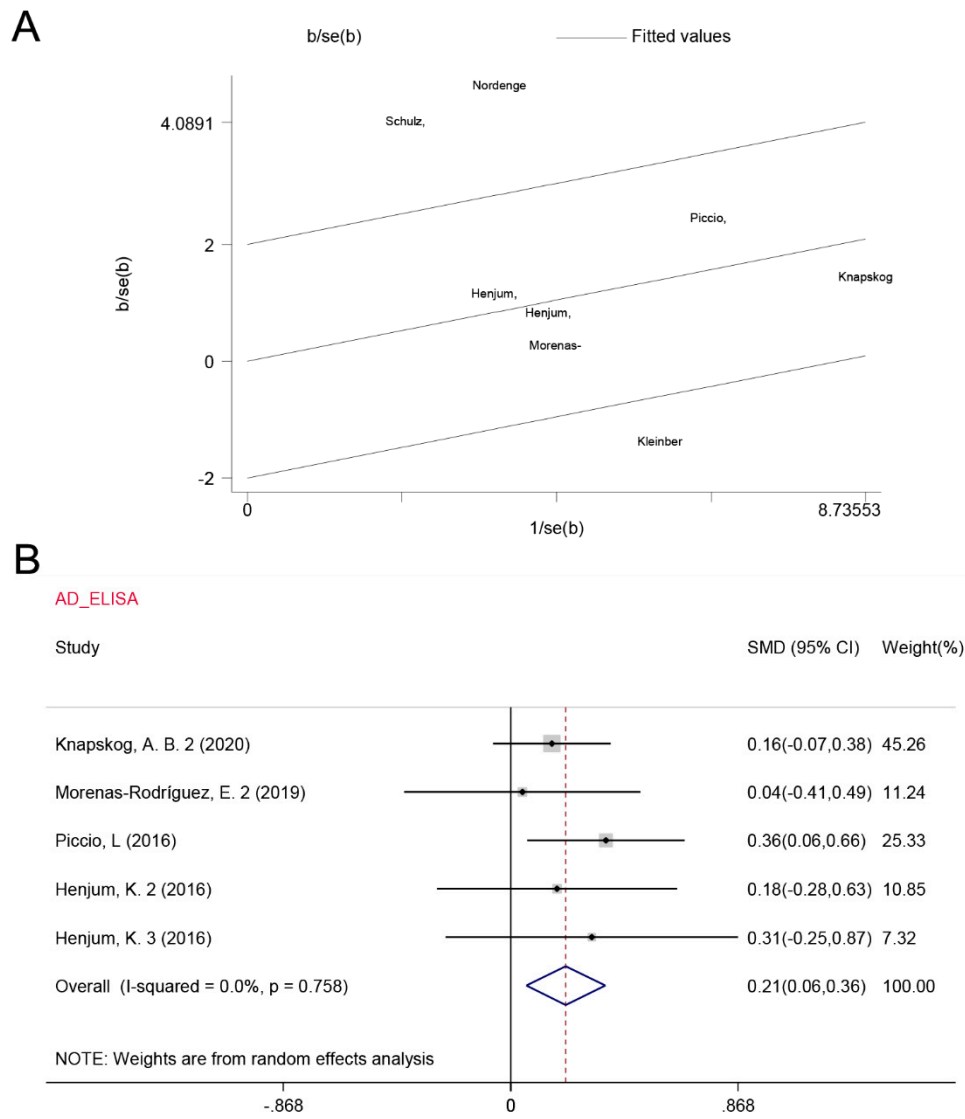 A
b/se(b) Fitted values
Nordenge
4.0891
Schulz,
Piccio,
2
Knapskog
b/se(b)
Henjum,
Henjum,
Morenas-
0
Kleinber
-2
0 8.73553
1/se(b)
B
AD_ELISA
Study SMD (95% CI) Weight(%)
Knapskog, A. B. 2 (2020) 0.16(-0.07,0.38) 45.26
Morenas-Rodríguez, E. 2 (2019) 0.04(-0.41,0.49) 11.24
Piccio, L (2016) 0.36(0.06,0.66) 25.33
Henjum, K. 2 (2016) 0.18(-0.28,0.63) 10.85
Henjum, K. 3 (2016) 0.31(-0.25,0.87) 7.32
Overall (I-squared = 0.0%, p = 0.758) 0.21(0.06,0.36) 100.00
NOTE: Weights are from random effects analysis
-.868 0 .868